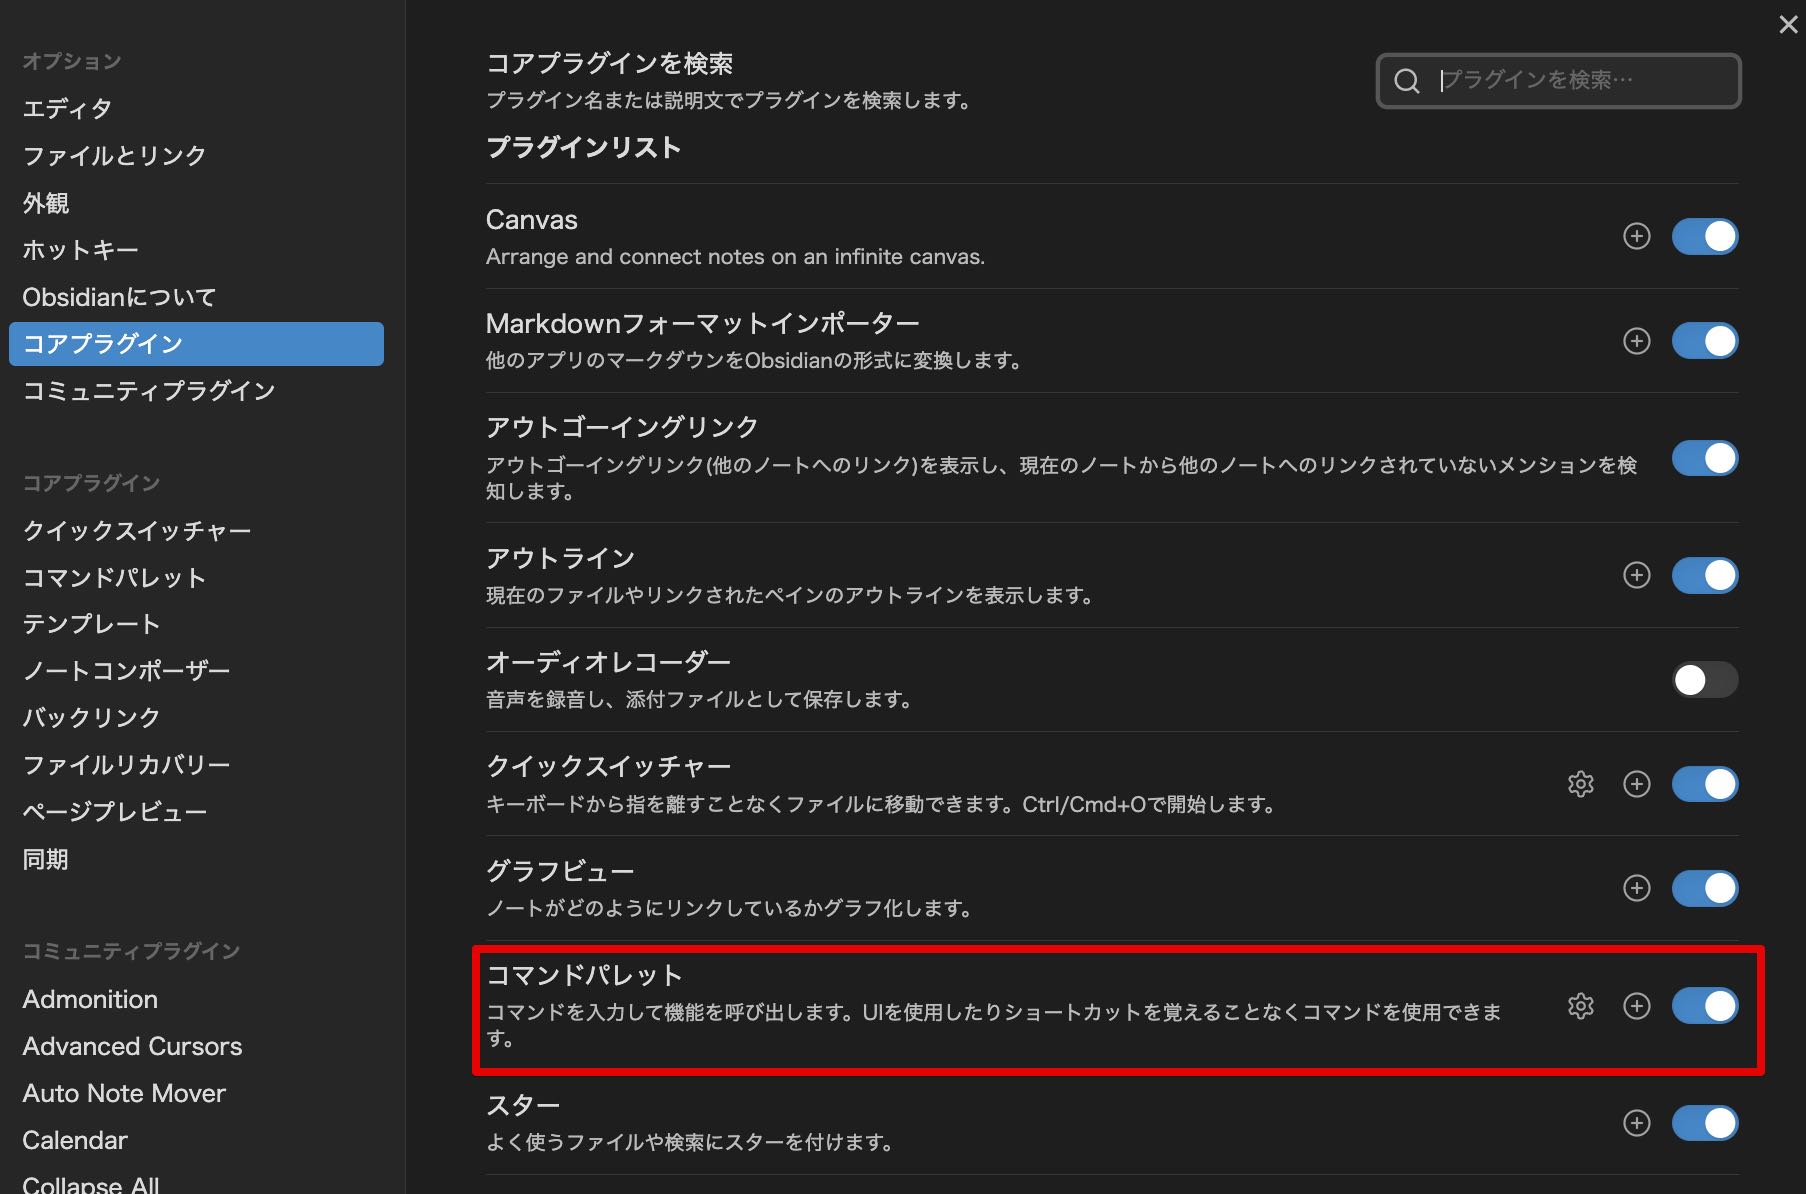 オプション
エディタ
ファイルとリンク
外観
ホットキー
Obsidianについて
コアプラグイン
コミュニティプラグイン
コアプラグイン
クイックスイッチャー
コマンドパレット
テンプレート
ノートコンポーザー
バックリンク
ファイルリカバリー
ページプレビュー
同期
コミュニティプラグイン
Admonition
Advanced Cursors
Auto Note Mover
Calendar
Collapse All
コアプラグインを検索
プラグイン名または説明文でプラグインを検索します。
プラグインを検索…
プラグインリスト
Canvas
Arrange and connect notes on an infinite canvas.
Markdownフォーマットインポーター
他のアプリのマークダウンをObsidianの形式に変換します。
アウトゴーイングリンク
アウトゴーイングリンク(他のノートへのリンク)を表示し、現在のノートから他のノートへのリンクされていないメンションを検
知します。
アウトライン
現在のファイルやリンクされたペインのアウトラインを表示します。
オーディオレコーダー
音声を録音し、添付ファイルとして保存します。
クイックスイッチャー
キーボードから指を離すことなくファイルに移動できます。Ctrl/Cmd+Oで開始します。
グラフビュー
ノートがどのようにリンクしているかグラフ化します。
コマンドパレット
コマンドを入力して機能を呼び出します。UIを使用したりショートカットを覚えることなくコマンドを使用できま
す。
スター
よく使うファイルや検索にスターを付けます。